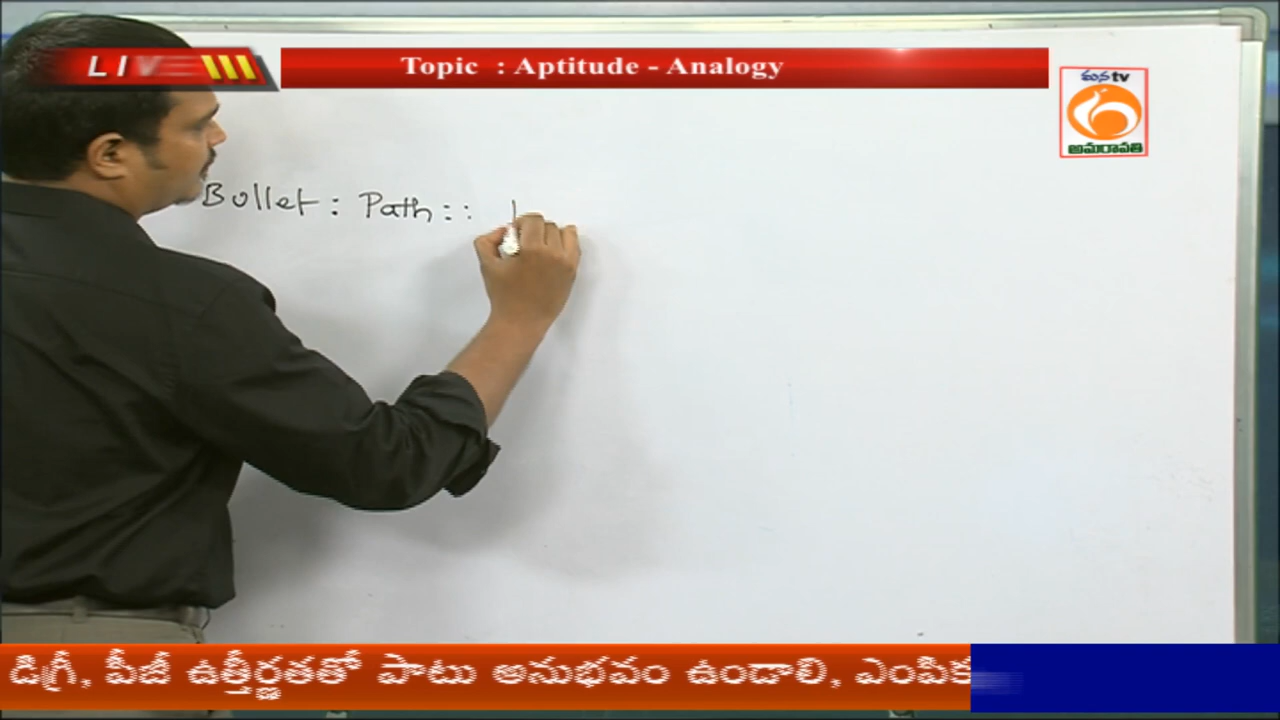 LIVE
Topic : Aptitude - Analogy
మన tv
అమరావతి
Bullet : Path ::
డిగ్రీ, పీజీ ఉత్తీర్ణతతో పాటు అనుభవం ఉండాలి, ఎంపిక